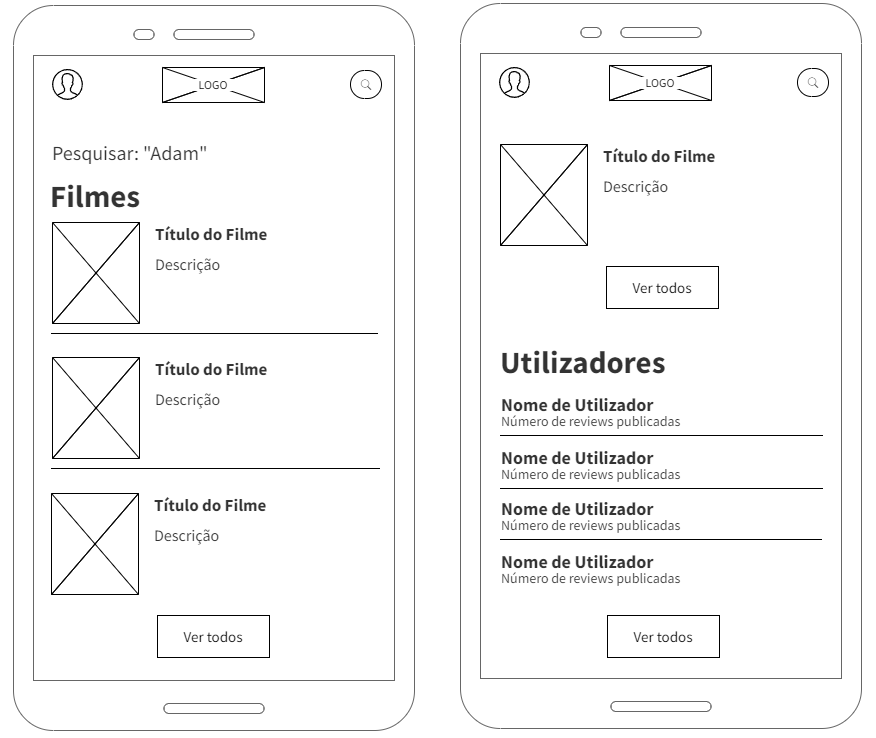 LOGO
Pesquisar: "Adam"
Filmes
Título do Filme
Descrição
Título do Filme
Descrição
Título do Filme
Descrição
Ver todos
LOGO
Título do Filme
Descrição
Ver todos
Utilizadores
Nome de Utilizador
Número de reviews publicadas
Nome de Utilizador
Número de reviews publicadas
Nome de Utilizador
Número de reviews publicadas
Nome de Utilizador
Número de reviews publicadas
Ver todos